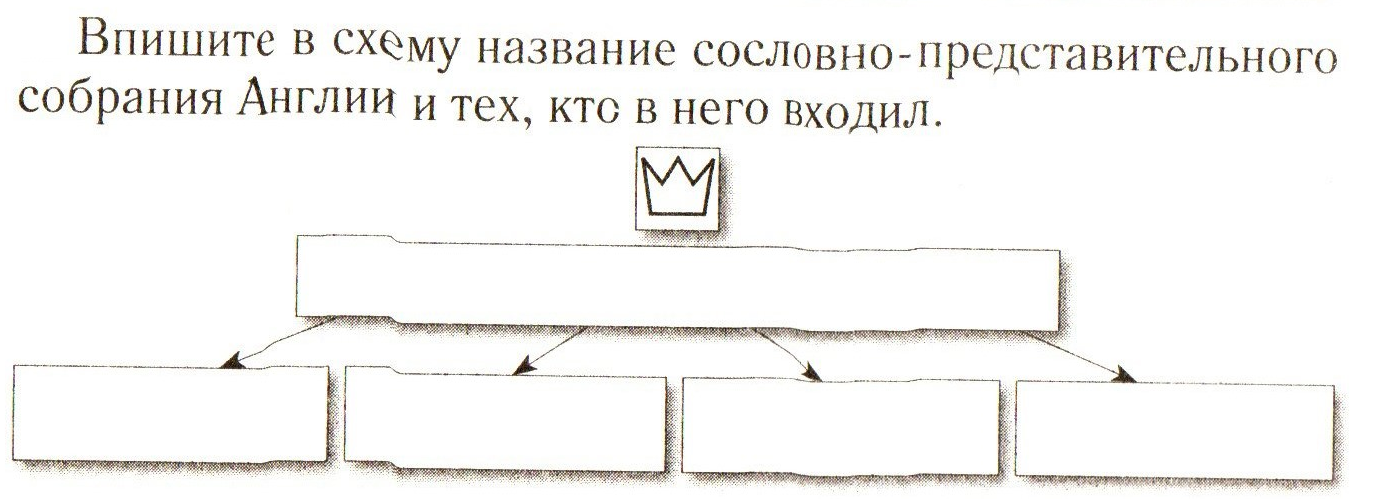 Впишите в схему название сословно-представительного
собрания Англии и тех, кто в него входил.